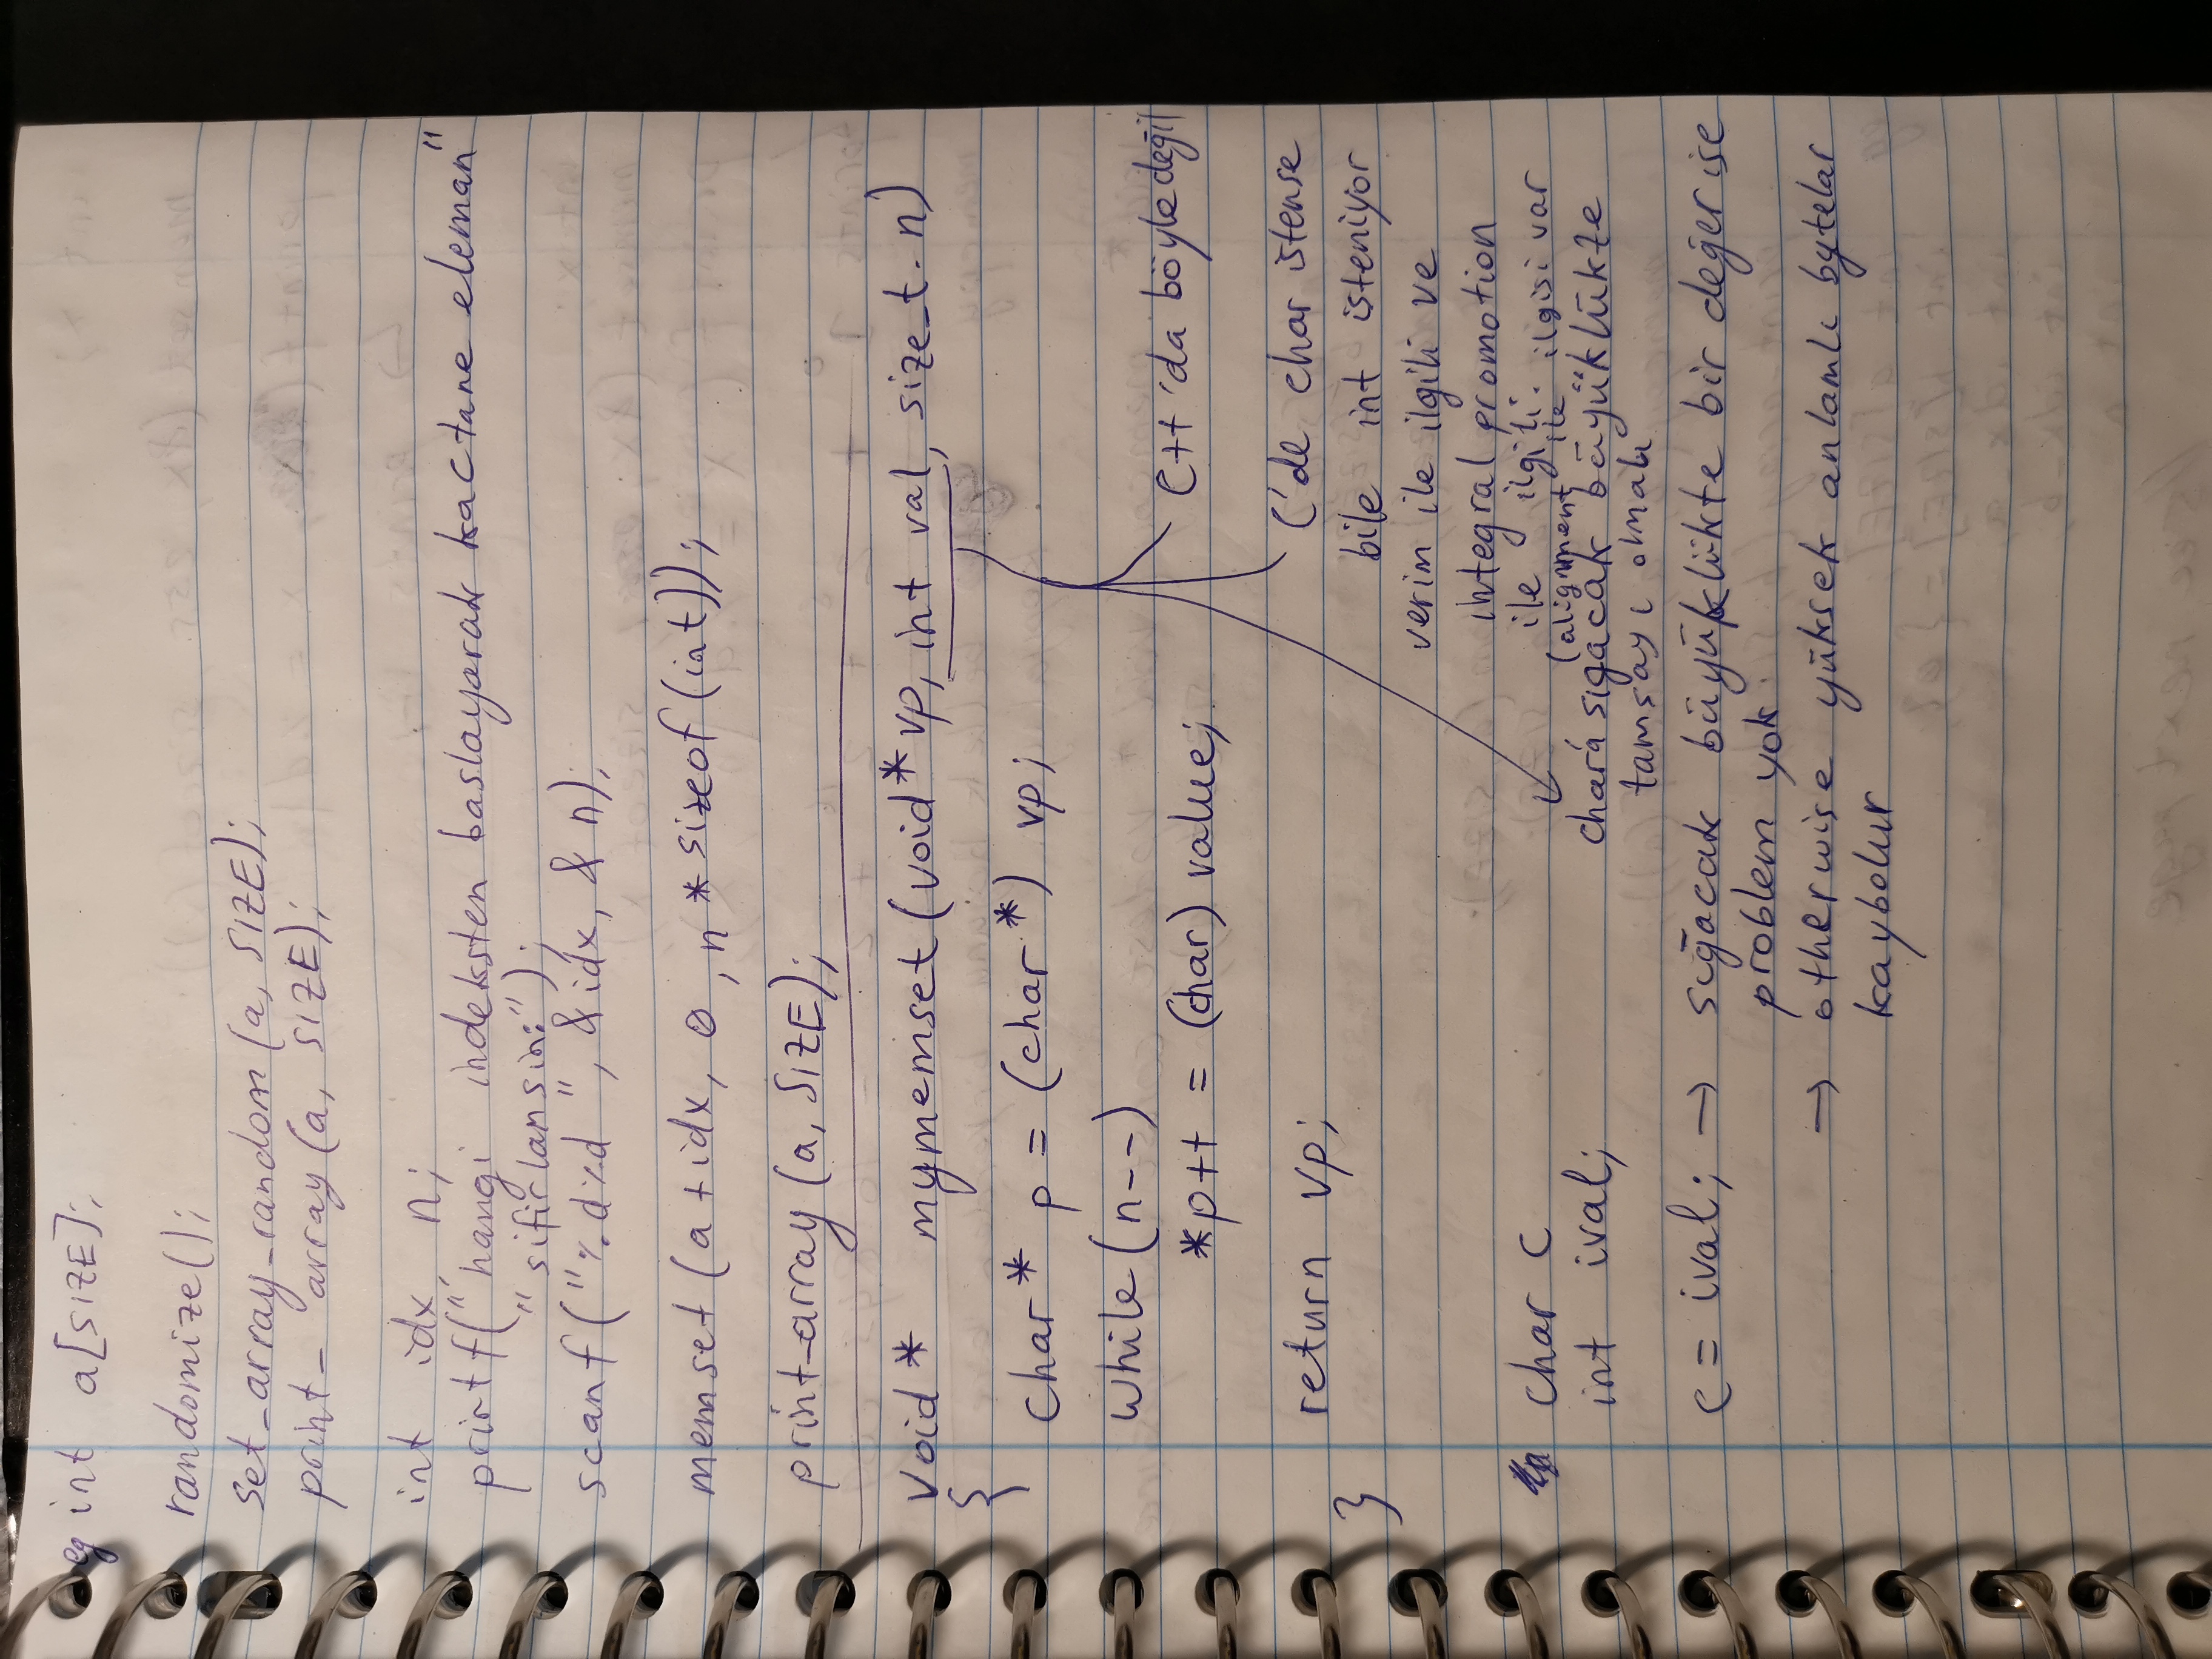 eg int a[SIZE];
randomize();
set_array_random(a, SIZE);
print_ array(a, SIZE);
int idx, n;
printf("hangi indeksten baslayarak kactane eleman"
"sifirlansin:");
scanf("%d%d ", &idx, & n);
memset(a+idx, 0, n * sizeof(int));
print_array(a, SIZE);
void* mymemset(void* vp, int val, size_t n)
{
char* p = (char*) vp;
while(n--)
*p++ = (char) value;
return vp;
}
C++'da böyle değil
C'de char istense
bile int isteniyor
verim ile ilgili ve
integral promotion
ile ilgili.
(alignment ile ilgisi var
char'a sıgacak büyüklükte
tamsayı olmalı
char c
int ival;
c = ival; → sığacak büyüklükte bir değer ise
problem yok.
→ otherwise yüksek anlamlı bytelar
kaybolur